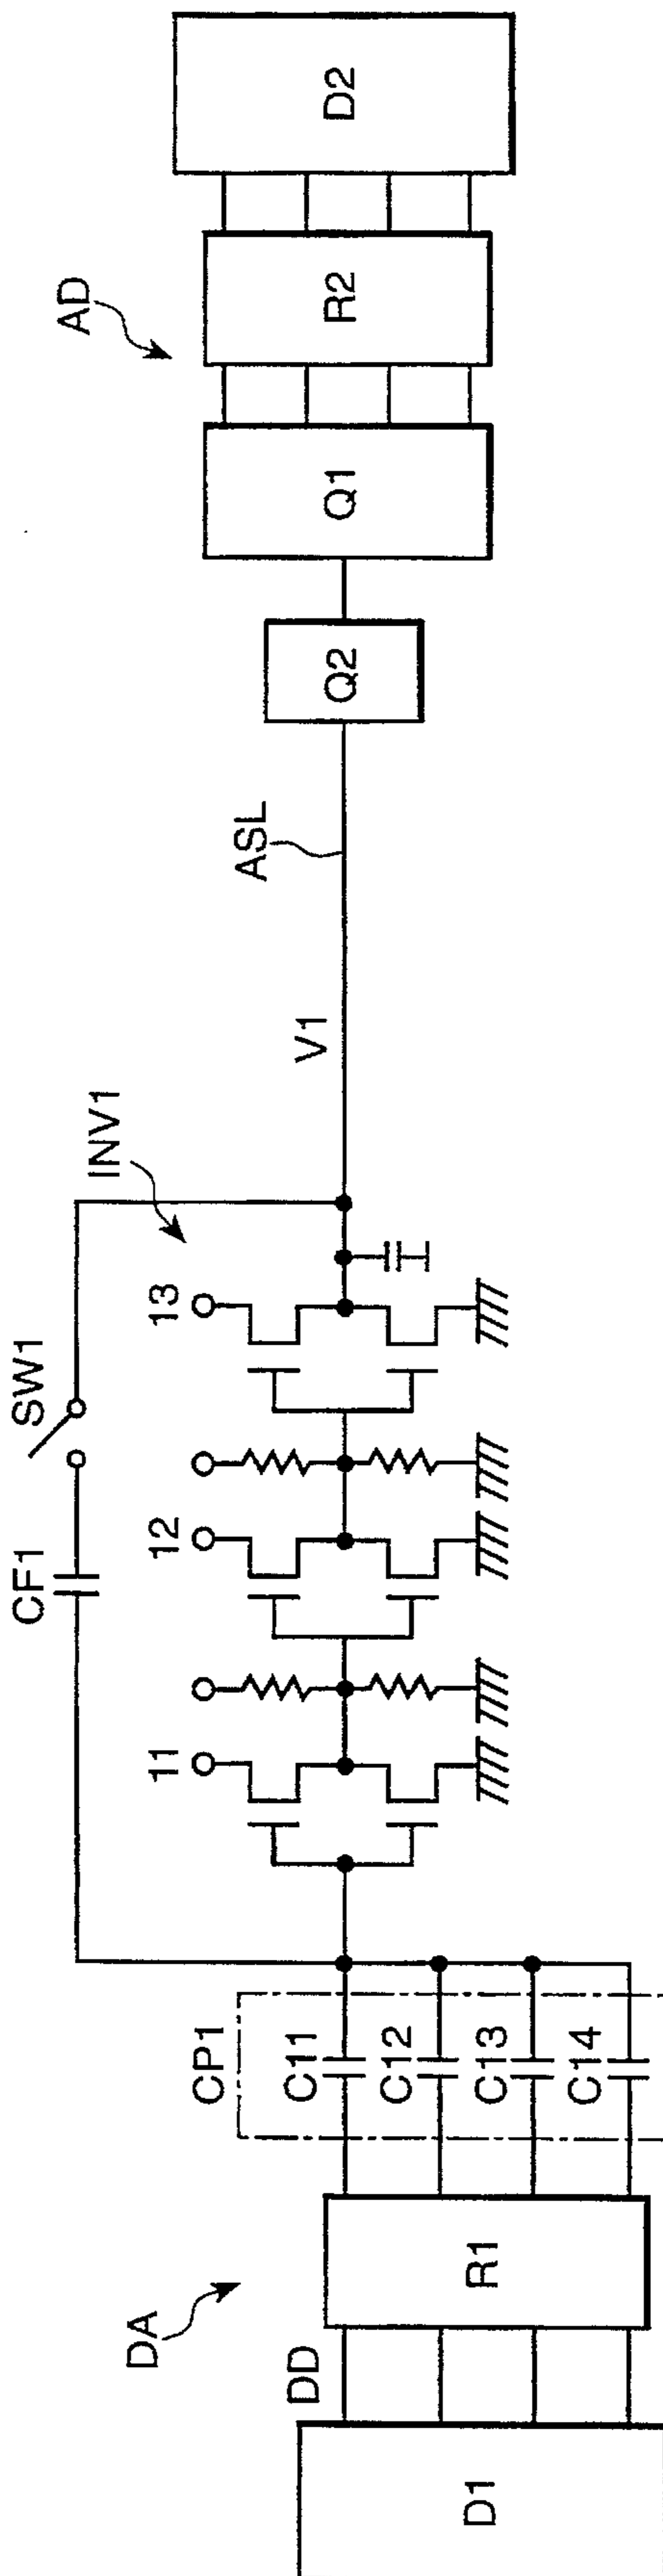 D1
DD
DA
R1
CP1
C11
C12
C13
C14
CF1
SW1
11
12
13
INV1
V1
ASL
Q2
Q1
AD
R2
D2